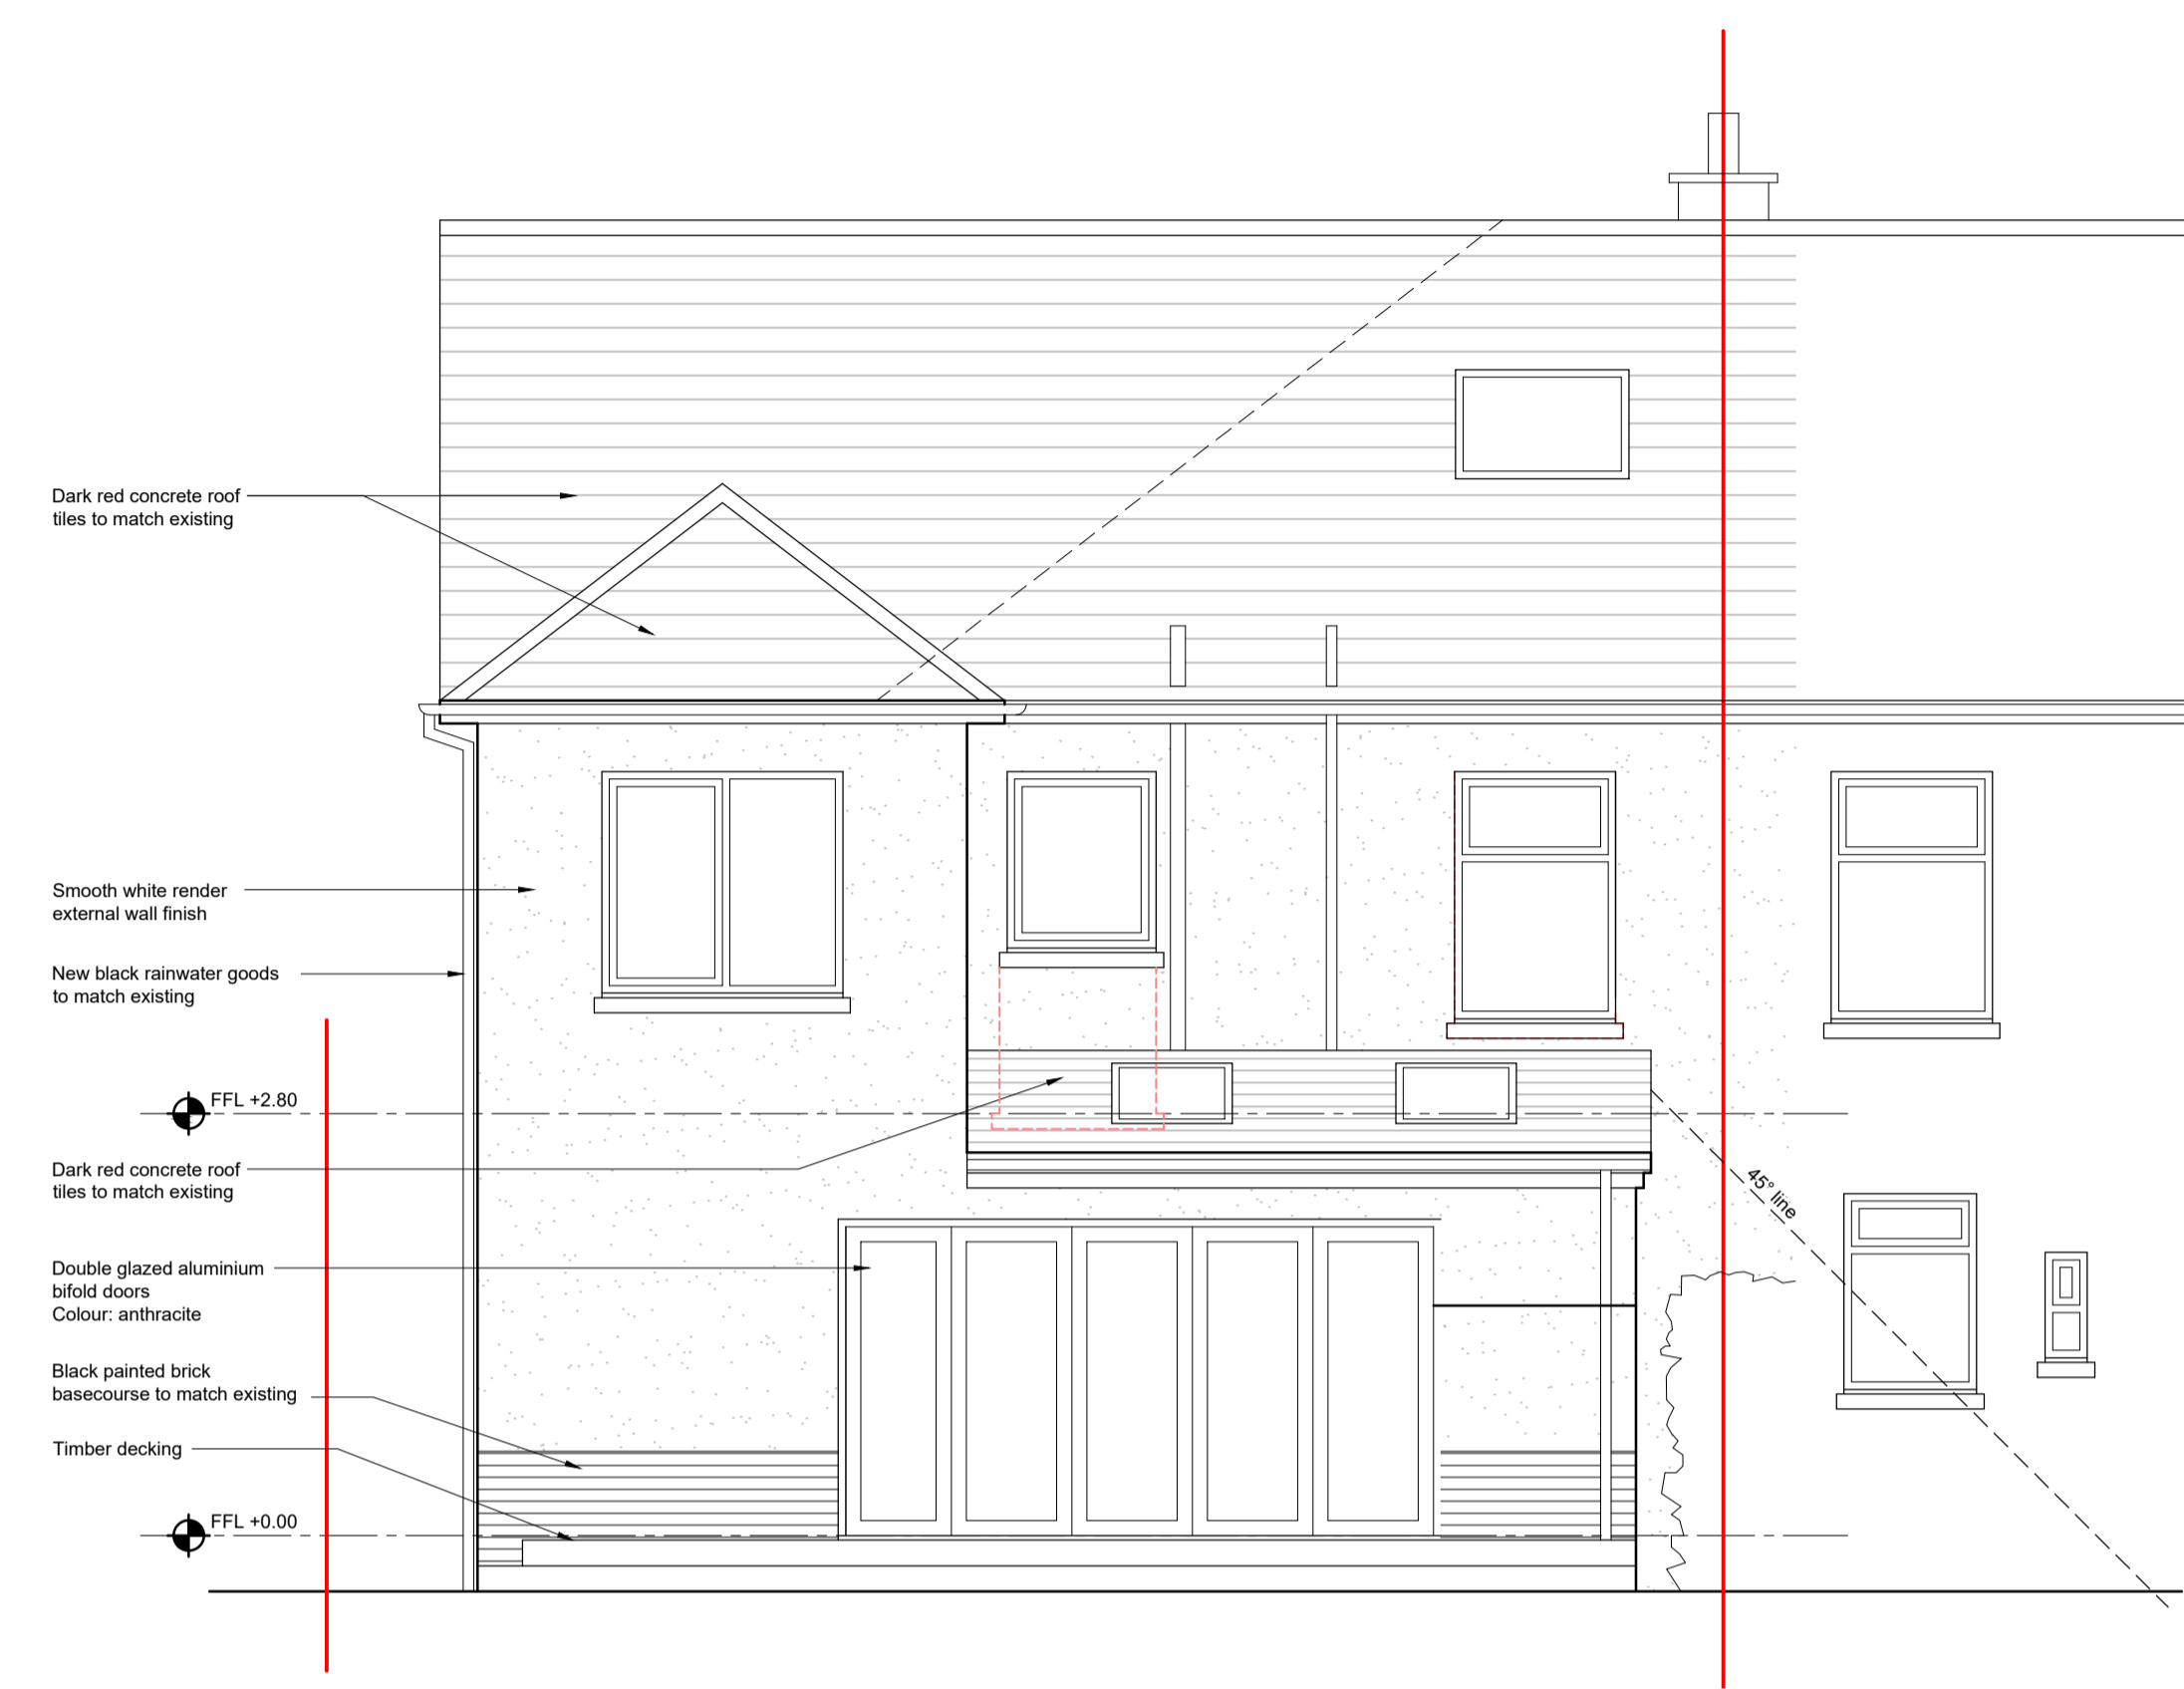 Dark red concrete roof
tiles to match existing
Smooth white render
external wall finish
New black rainwater goods
to match existing
FFL +2.80
Dark red concrete roof
tiles to match existing
45° line
Double glazed aluminium
bifold doors
Colour: anthracite
Black painted brick
basecourse to match existing
Timber decking
FFL +0.00